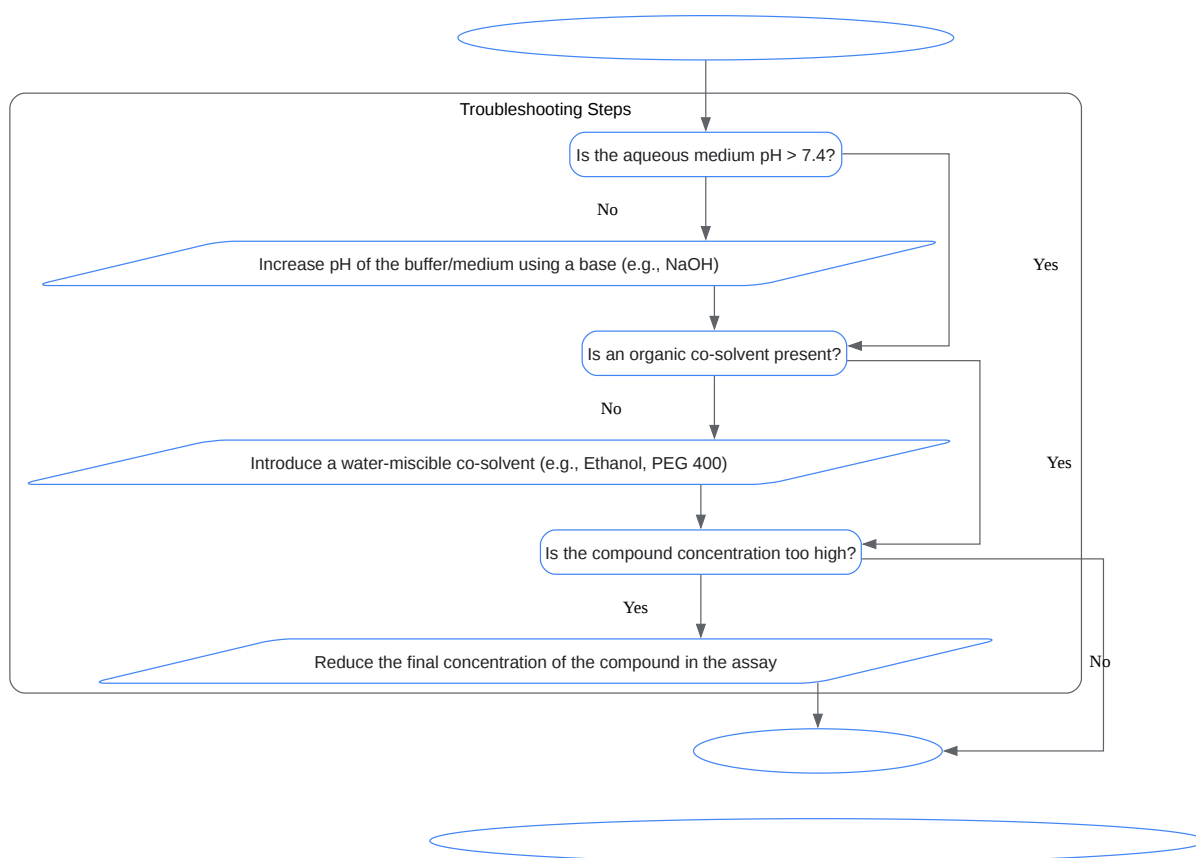 Troubleshooting Steps
Is the aqueous medium pH > 7.4?
No
Increase pH of the buffer/medium using a base (e.g., NaOH)
Yes
Is an organic co-solvent present?
No
Introduce a water-miscible co-solvent (e.g., Ethanol, PEG 400)
Yes
Is the compound concentration too high?
Yes
Reduce the final concentration of the compound in the assay
No